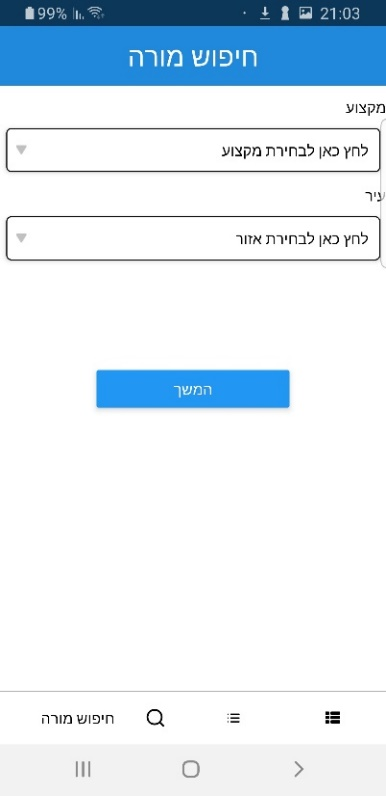 99% 21:03
חיפוש מורה
מקצוע
לחץ כאן לבחירת מקצוע
עיר
לחץ כאן לבחירת אזור
המשך
חיפוש מורה